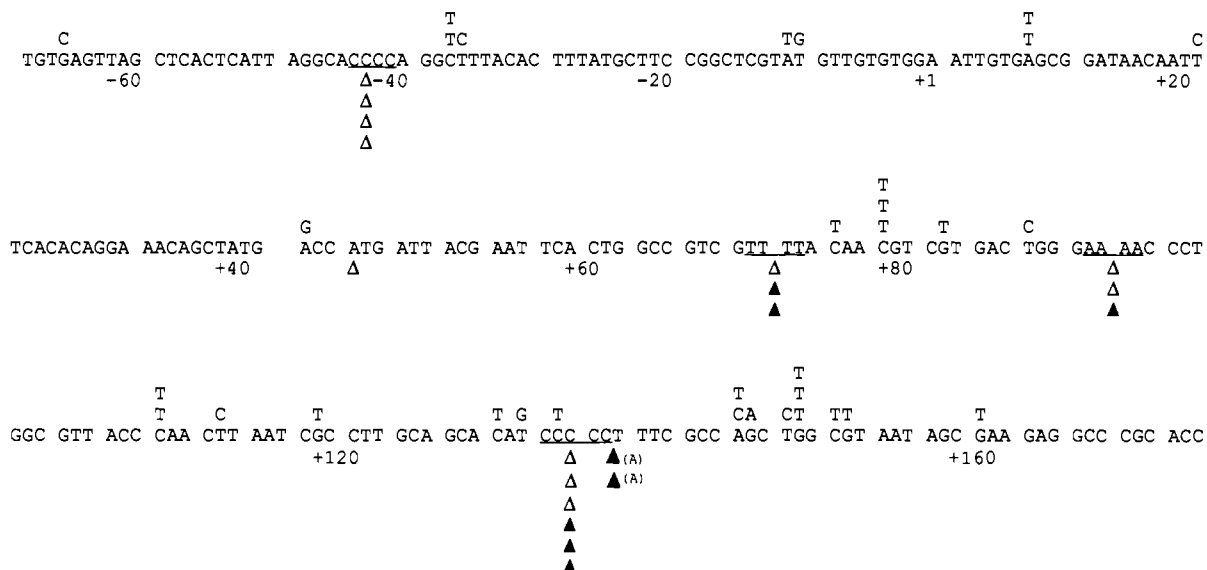 T T
C TC TG T C
TGTGAGTTAG CTCACTCATT AGGCACCCCA GGCTTTACAC TTTATGCTTC CGGCTCGTAT GTTGTGTGGA ATTGTGAGCG GATAACAATT
-60 Δ-40 -20 +1 +20
Δ
Δ
Δ
T
T
G T T T C
TCACACAGGA AACAGCTATG ACC ATG ATT ACG AAT TCA CTG GCC GTC GTT TTA CAA CGT CGT GAC TGG GAA AAC CCT
+40 Δ +60 Δ +80 Δ
▲ Δ
▲ ▲
T
T T T
T C T T G T CA CT TT T
GGC GTT ACC CAA CTT AAT CGC CTT GCA GCA CAT CCC CCT TTC GCC AGC TGG CGT AAT AGC GAA GAG GCC CGC ACC
+120 Δ ▲(A) +160
Δ ▲(A)
Δ
▲
▲
▲